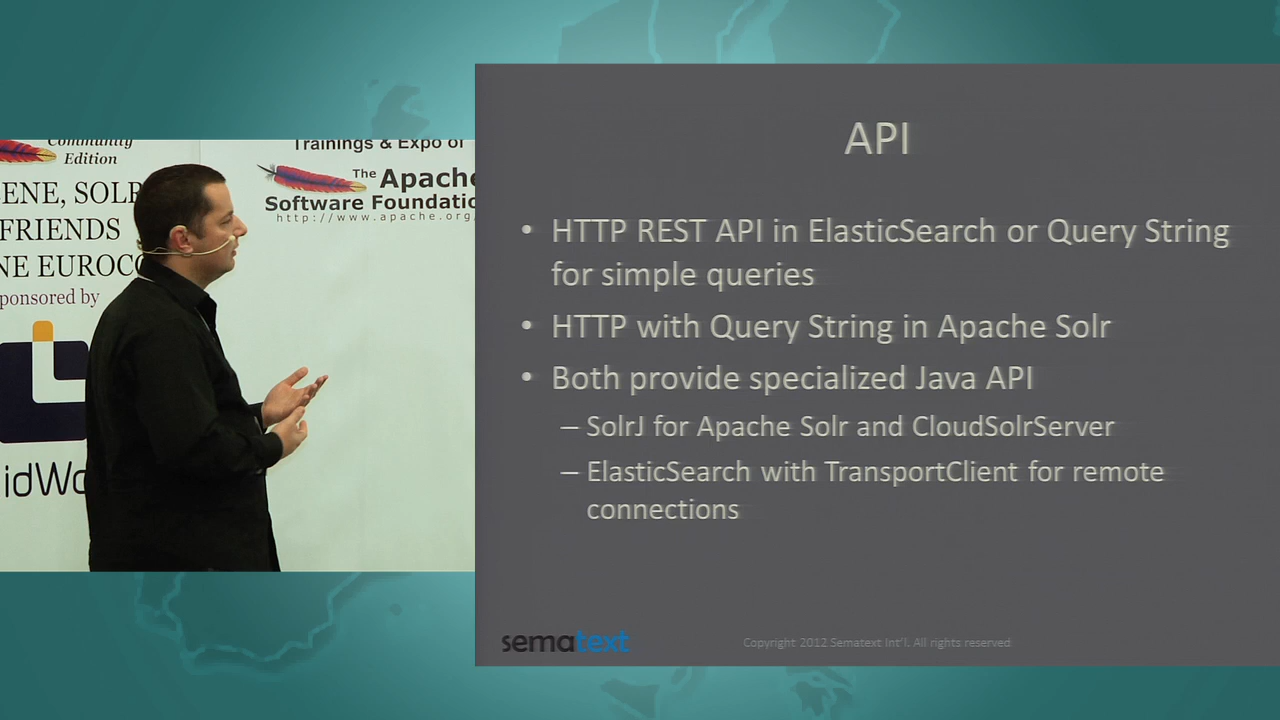 Community
Edition
ENE, SOLR
FRIENDS
NE EUROCO
ponsored by
idWo
Trainings & Expo of
The Apache
Software Foundatio
http://www.apache.org/
API
• HTTP REST API in ElasticSearch or Query String
for simple queries
• HTTP with Query String in Apache Solr
• Both provide specialized Java API
– SolrJ for Apache Solr and CloudSolrServer
– ElasticSearch with TransportClient for remote
connections
sematext
Copyright 2012 Sematext Int'l. All rights reserved